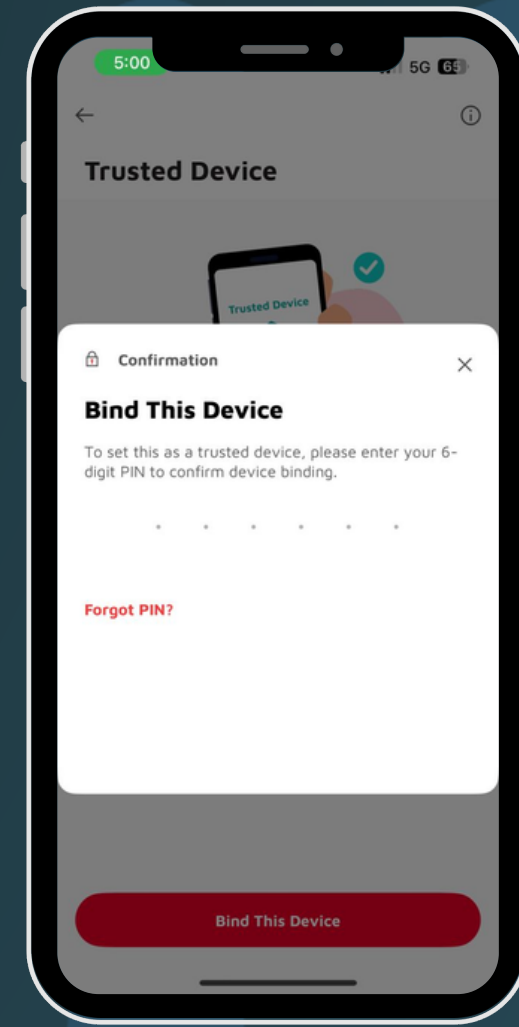 5:00
5G 65
Trusted Device
Trusted Device
Confirmation
Bind This Device
To set this as a trusted device, please enter your 6-
digit PIN to confirm device binding.
Forgot PIN?
Bind This Device